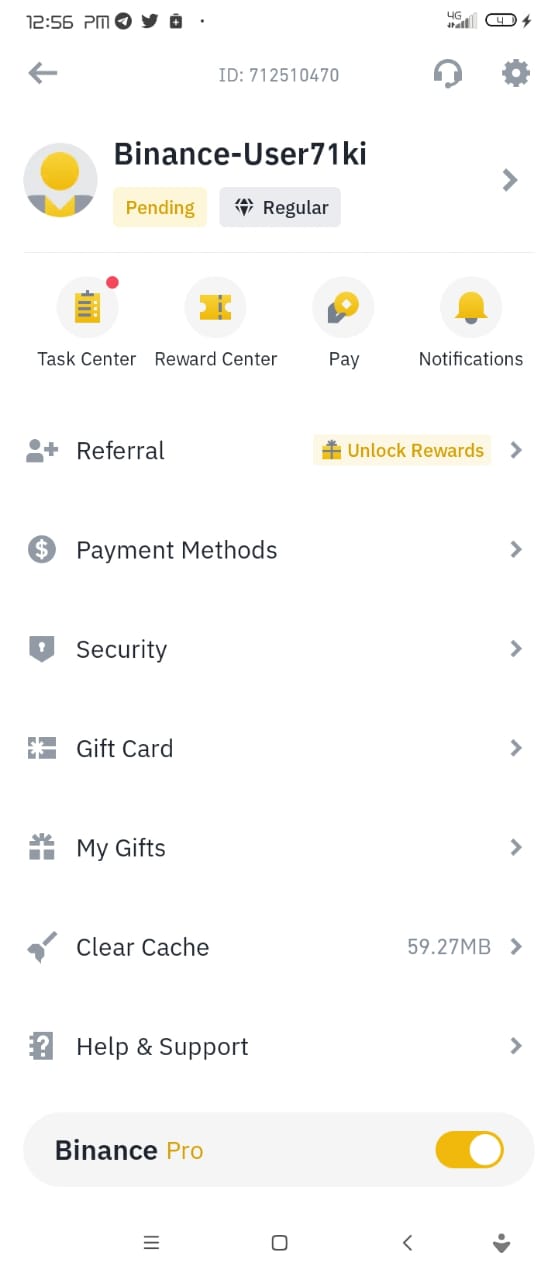 12:56 PM
4G
4
ID: 712510470
Binance-User71ki
Pending
Regular
Task Center
Reward Center
Pay
Notifications
Referral
Unlock Rewards
Payment Methods
Security
Gift Card
My Gifts
Clear Cache
59.27MB
Help & Support
Binance Pro